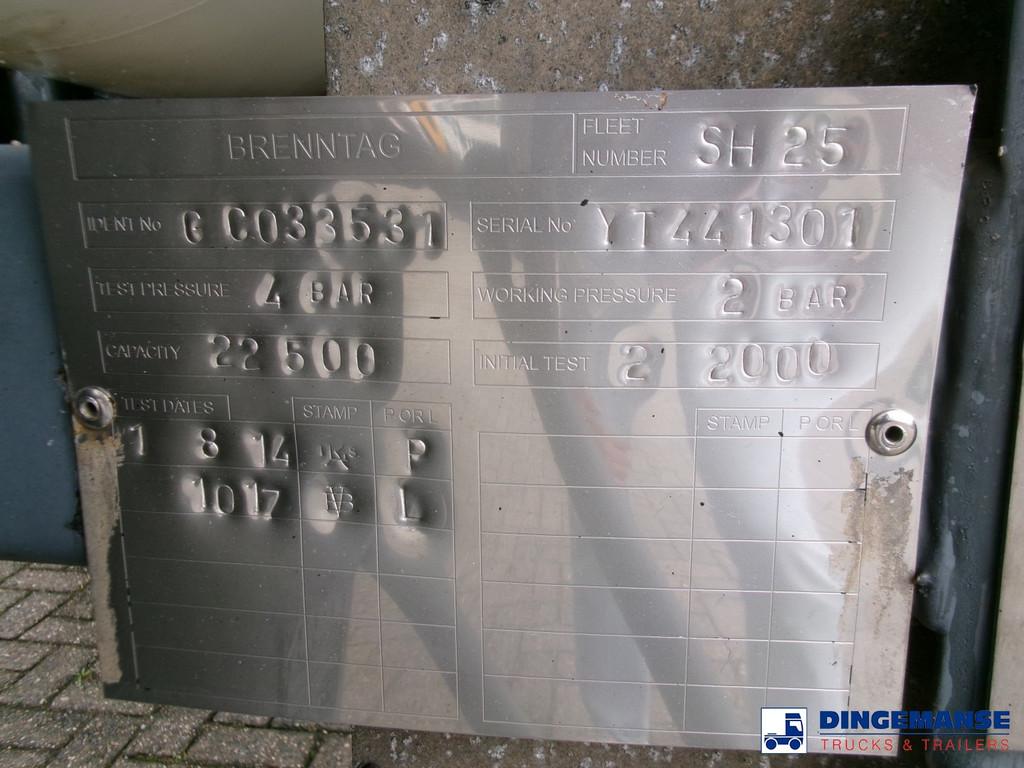 BRENNTAG FLEET NUMBER SH 25
IDENT No G C033531 SERIAL No YT441301
TEST PRESSURE 4 BAR WORKING PRESSURE 2 BAR
CAPACITY 22500 INITIAL TEST 2 2000
TEST DATES STAMP P OR L STAMP P OR L
1 8 14 P
10 17 L
DINGEMANSE
TRUCKS & TRAILERS